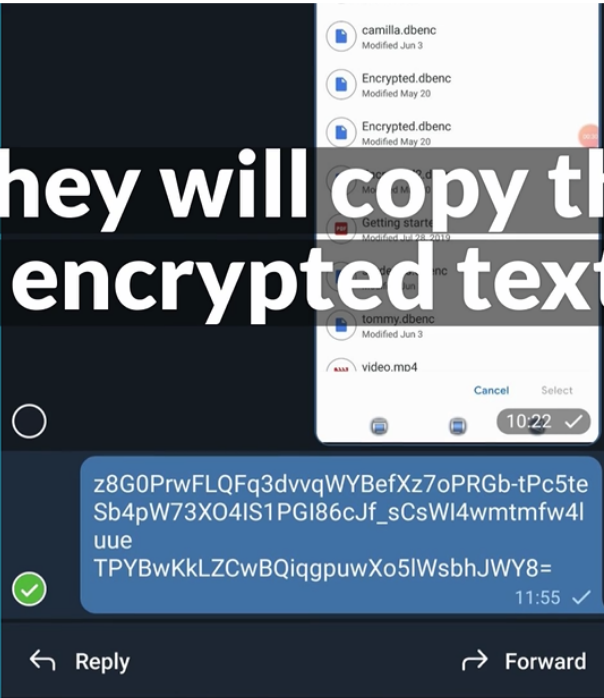 camilla.dbenc
Modified Jun 3
Encrypted.dbenc
Modified May 20
Encrypted.dbenc
Modified May 20
hey will copy th
encrypted text
Getting starte
Modified Jul 28, 2019
tommy.dbenc
Modified Jun 3
video.mp4
Cancel Select
10:22
z8G0PrwFLQFq3dvvqWYBefXz7oPRGb-tPc5te
Sb4pW73XO4IS1PGI86cJf_sCsWI4wmtmfw4l
uue
TPYBwKkLZCwBQiqgpuwXo5lWsbhJWY8=
11:55
Reply Forward